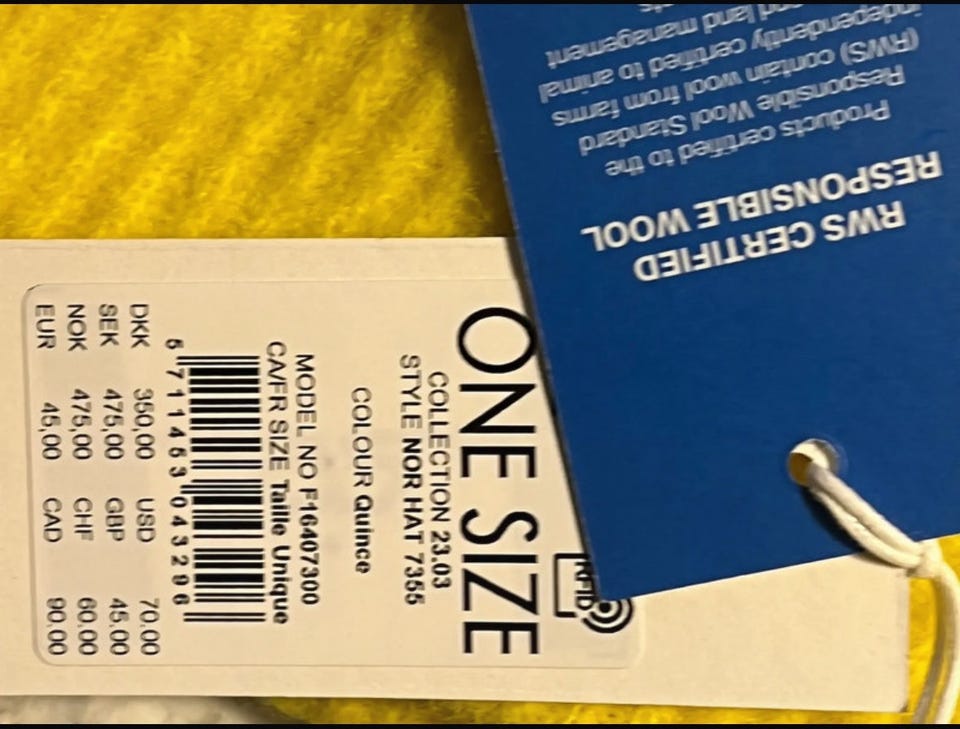 ONE SIZE
RFID
COLLECTION 23.03
STYLE NOR HAT 7355
COLOUR Quince
MODEL NO F16407300
CA/FR SIZE Taille Unique
5 711463 043296
DKK 350,00 USD 70.00
SEK 475,00 GBP 45.00
NOK 475,00 CHF 60.00
EUR 45,00 CAD 90.00
RWS CERTIFIED
RESPONSIBLE WOOL
Products certified to the
Responsible Wool Standard
(RWS) contain wool from farms
independently certified to animal
and land management